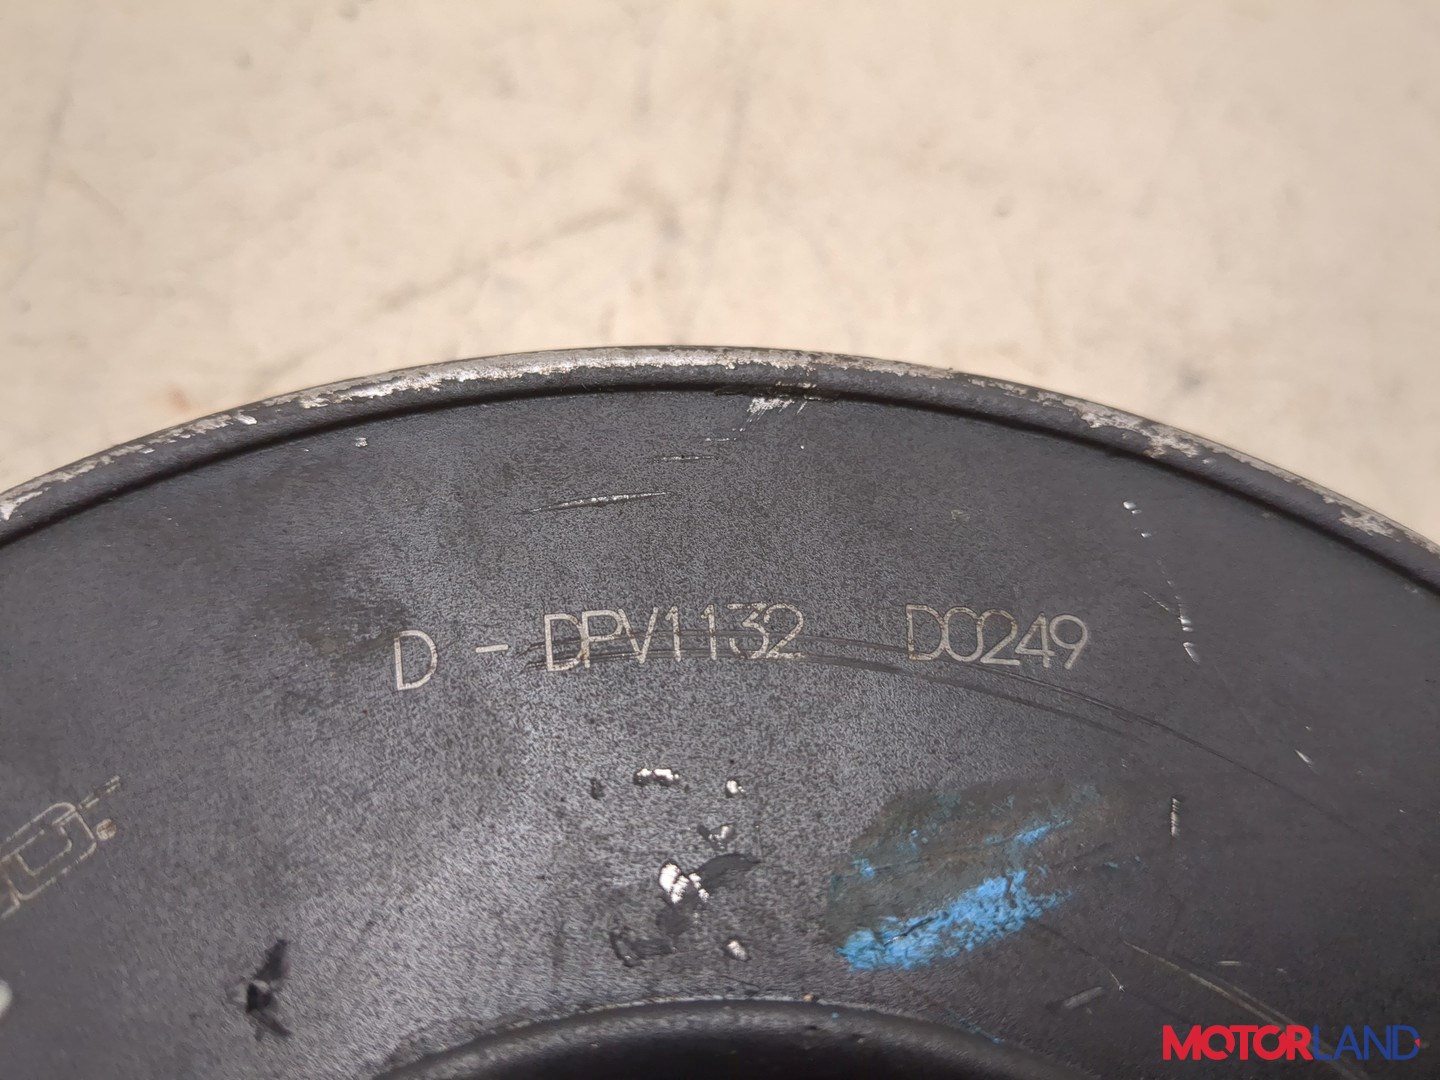 D - DPV1132 D0249
MOTORLAND